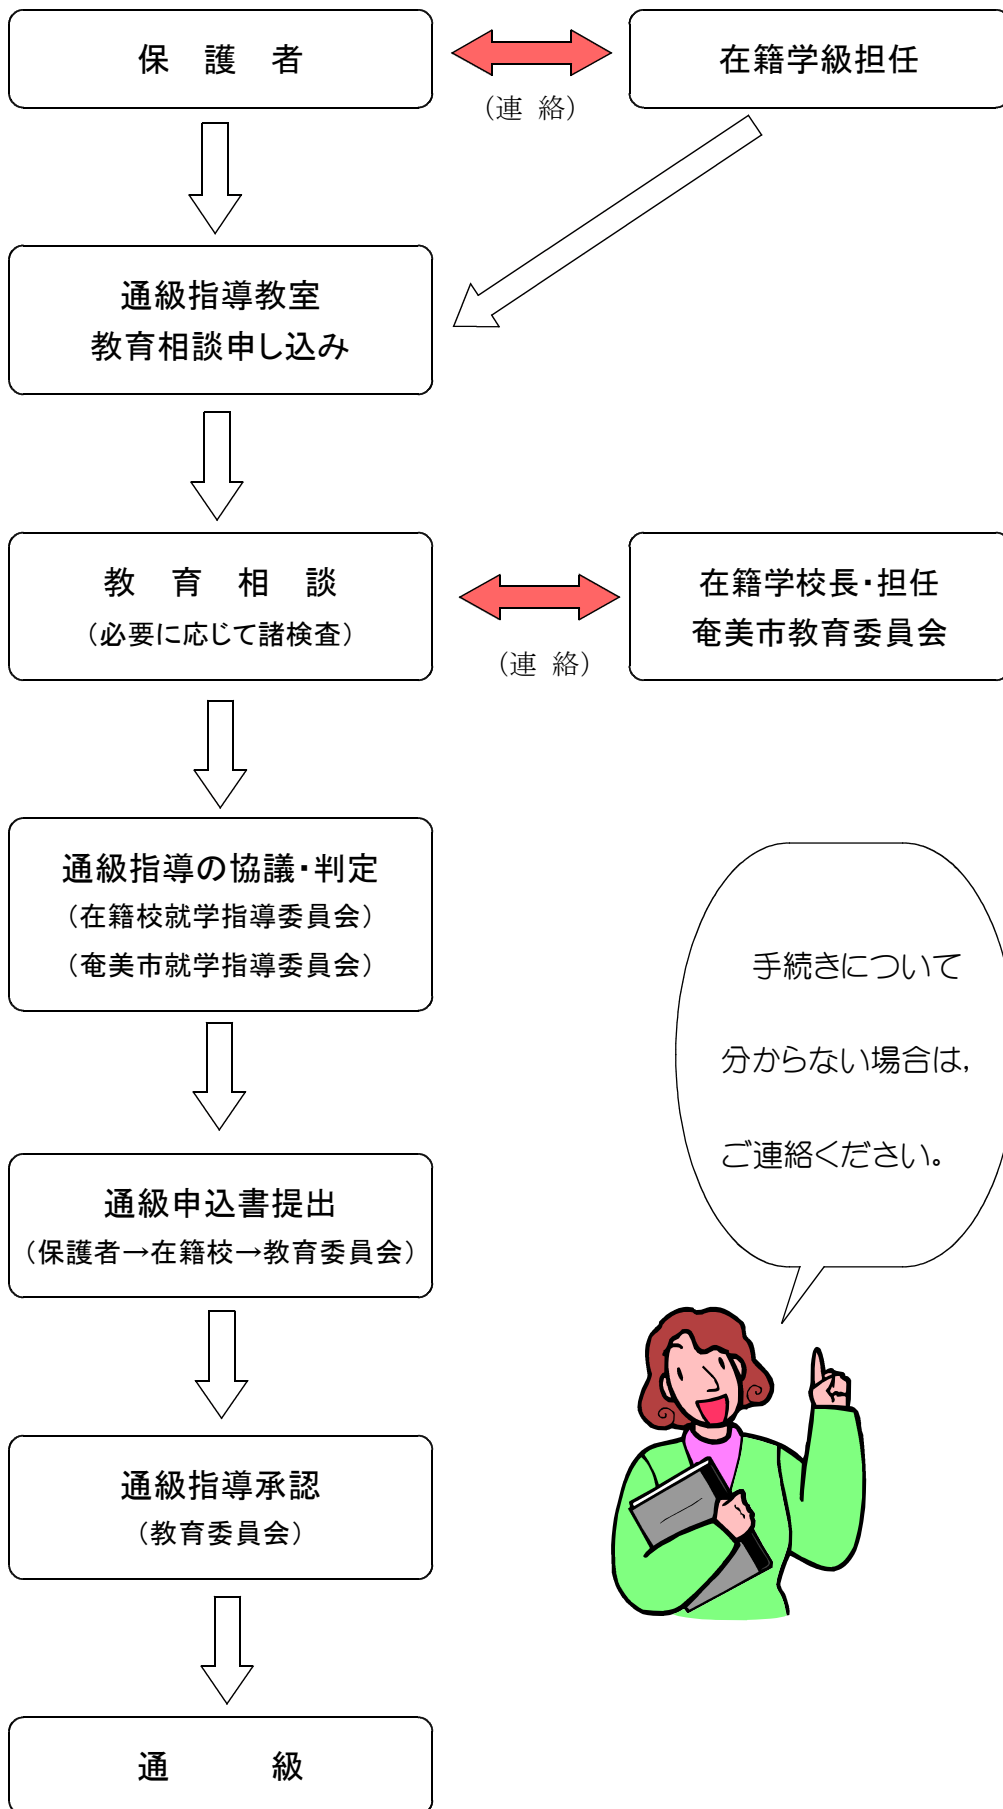 保　護　者
在籍学級担任
（連 絡）
通級指導教室
教育相談申し込み
教　育　相　談
（必要に応じて諸検査）
（連 絡）
在籍学校長・担任
奄美市教育委員会
通級指導の協議・判定
（在籍校就学指導委員会）
（奄美市就学指導委員会）
手続きについて
分からない場合は，
ご連絡ください。
通級申込書提出
（保護者→在籍校→教育委員会）
通級指導承認
（教育委員会）
通　　　級